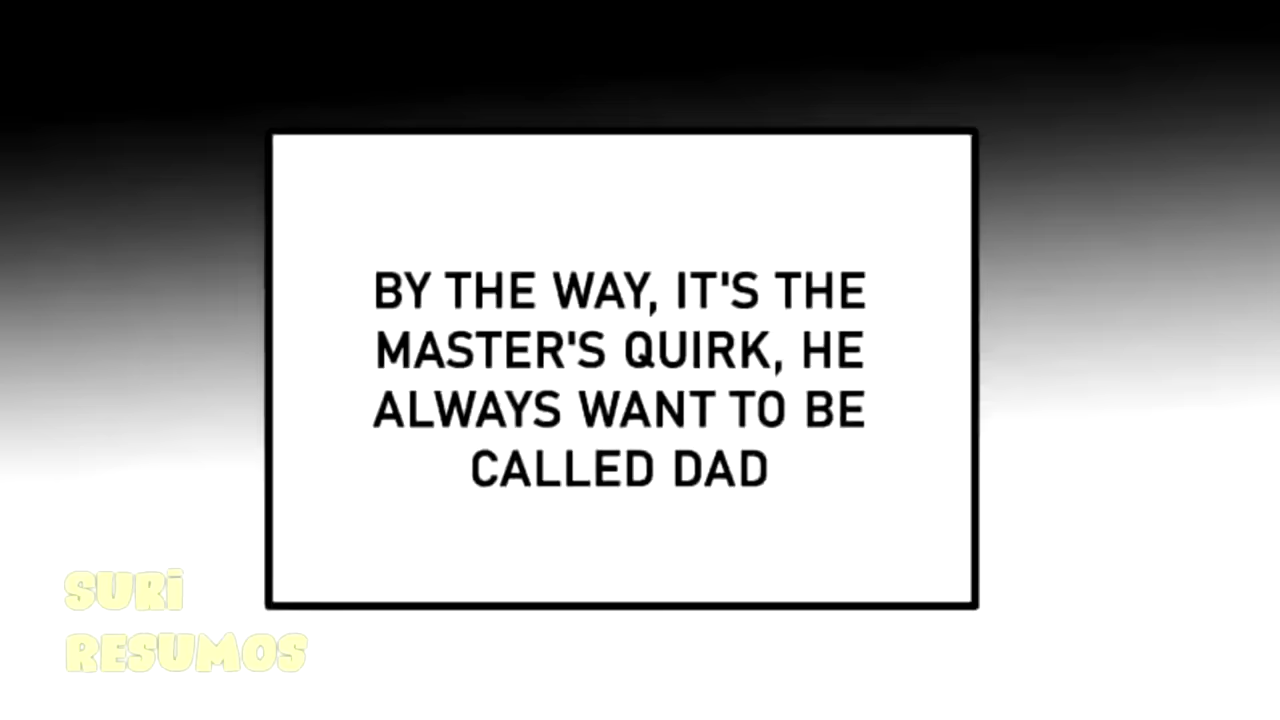 BY THE WAY, IT'S THE
MASTER'S QUIRK, HE
ALWAYS WANT TO BE
CALLED DAD
SURi
RESUMOS